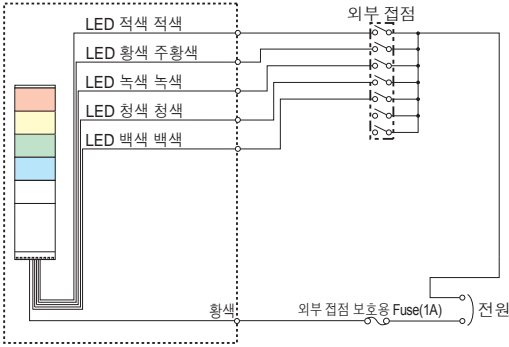 외부 접점
LED 적색 적색
LED 황색 주황색
LED 녹색 녹색
LED 청색 청색
LED 백색 백색
황색
외부 접점 보호용 Fuse(1A)
전원